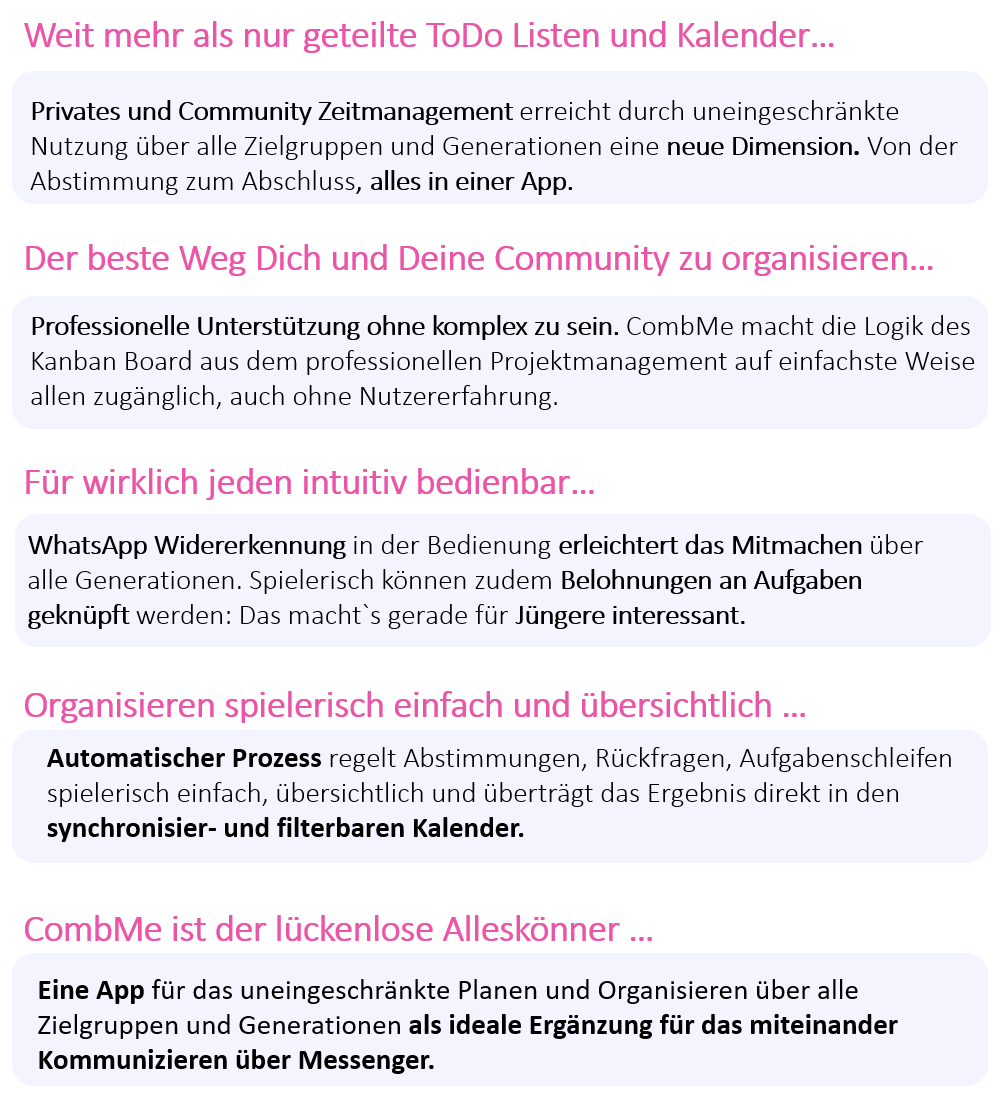 Weit mehr als nur geteilte ToDo Listen und Kalender...
Privates und Community Zeitmanagement erreicht durch uneingeschränkte
Nutzung über alle Zielgruppen und Generationen eine neue Dimension. Von der
Abstimmung zum Abschluss, alles in einer App.
Der beste Weg Dich und Deine Community zu organisieren...
Professionelle Unterstützung ohne komplex zu sein. CombMe macht die Logik des
Kanban Board aus dem professionellen Projektmanagement auf einfachste Weise
allen zugänglich, auch ohne Nutzererfahrung.
Für wirklich jeden intuitiv bedienbar...
WhatsApp Widererkennung in der Bedienung erleichtert das Mitmachen über
alle Generationen. Spielerisch können zudem Belohnungen an Aufgaben
geknüpft werden: Das macht`s gerade für Jüngere interessant.
Organisieren spielerisch einfach und übersichtlich ...
Automatischer Prozess regelt Abstimmungen, Rückfragen, Aufgabenschleifen
spielerisch einfach, übersichtlich und überträgt das Ergebnis direkt in den
synchronisier- und filterbaren Kalender.
CombMe ist der lückenlose Alleskönner ...
Eine App für das uneingeschränkte Planen und Organisieren über alle
Zielgruppen und Generationen als ideale Ergänzung für das miteinander
Kommunizieren über Messenger.